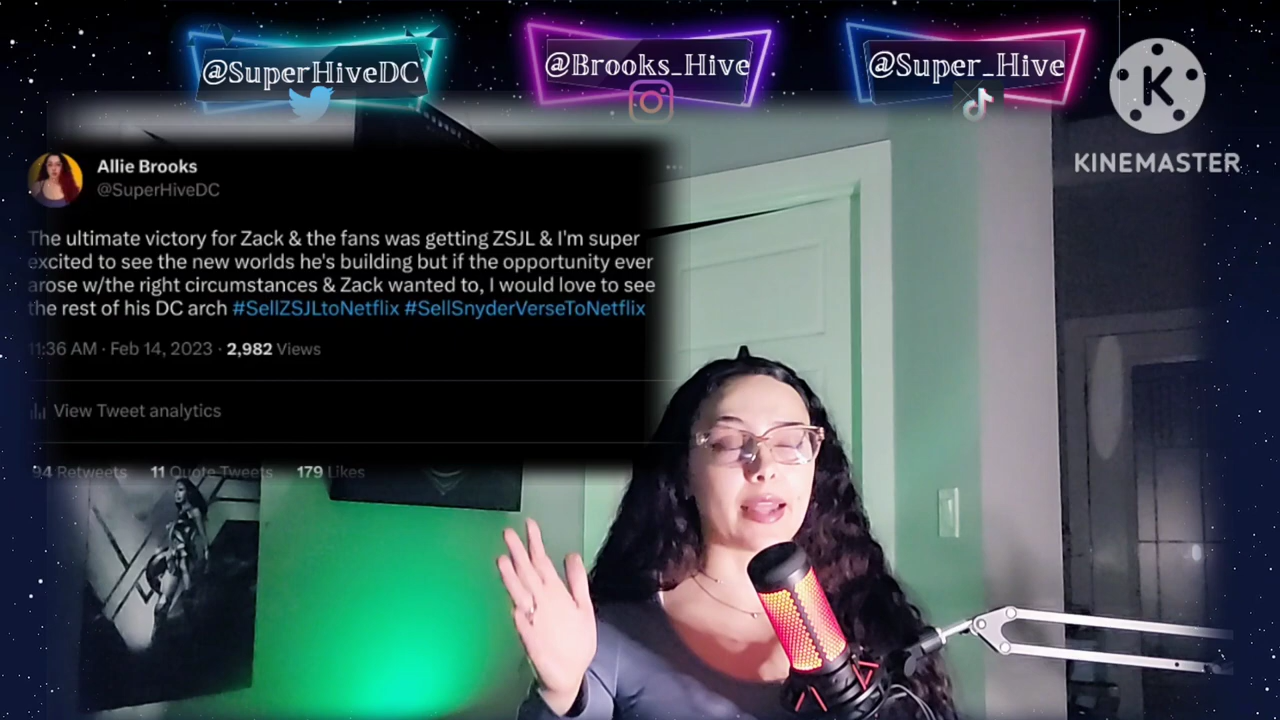 @SuperHiveDC
@Brooks_Hive
@Super_Hive
K
KINEMASTER
Allie Brooks
@SuperHiveDC
The ultimate victory for Zack & the fans was getting ZSJL & I'm super
excited to see the new worlds he's building but if the opportunity ever
arose w/the right circumstances & Zack wanted to, I would love to see
the rest of his DC arch #SellZSJLtoNetflix #SellSnyderVerseToNetflix
11:36 AM · Feb 14, 2023 · 2,982 Views
View Tweet analytics
94 Retweets 11 Quote Tweets 179 Likes